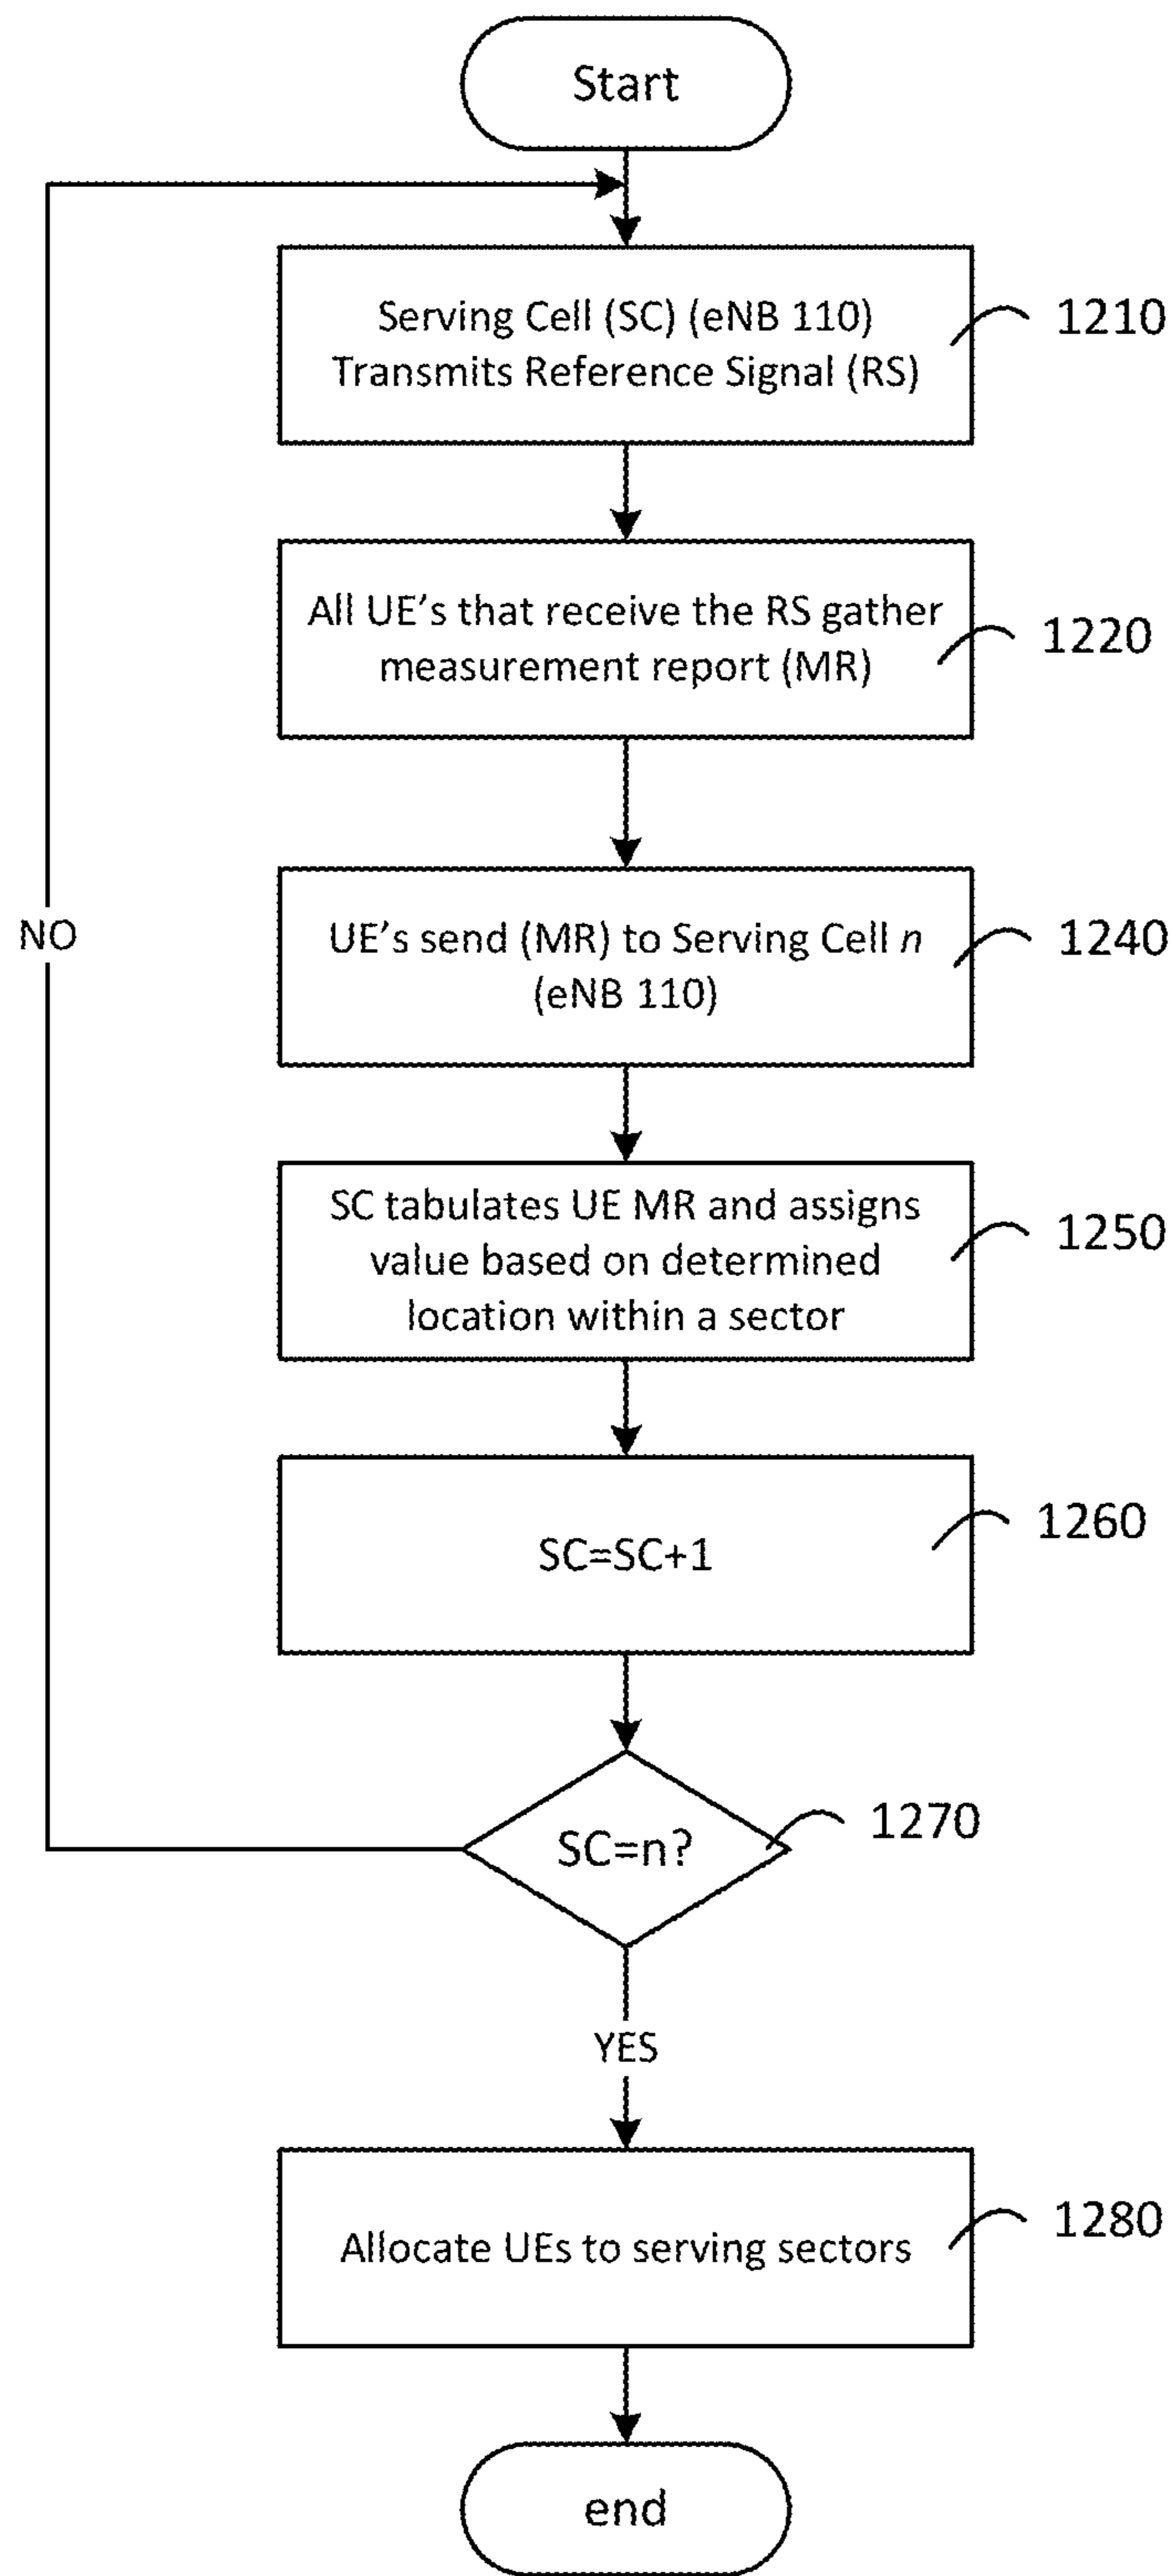 Start
Serving Cell (SC) (eNB 110)
Transmits Reference Signal (RS)
1210
All UE's that receive the RS gather
measurement report (MR)
1220
NO
UE's send (MR) to Serving Cell n
(eNB 110)
1240
SC tabulates UE MR and assigns
value based on determined
location within a sector
1250
SC=SC+1
1260
SC=n?
1270
YES
Allocate UEs to serving sectors
1280
end